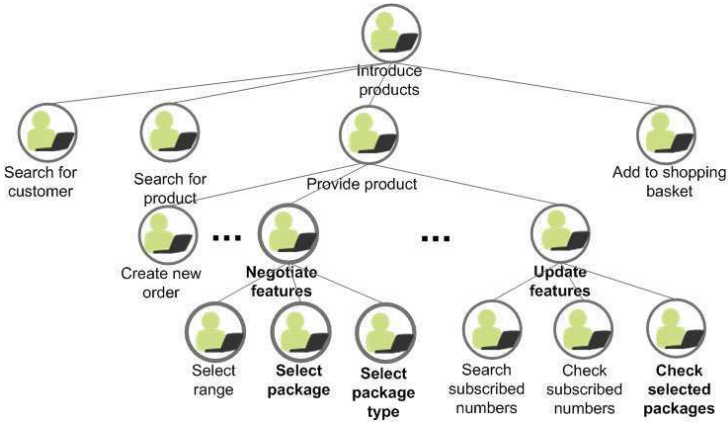 Introduce
products
Search for
customer
Search for
product
Provide product
Add to shopping
basket
...
...
Create new
order
Negotiate
features
Update
features
Select
range
Select
package
Select
package
type
Search
subscribed
numbers
Check
subscribed
numbers
Check
selected
packages